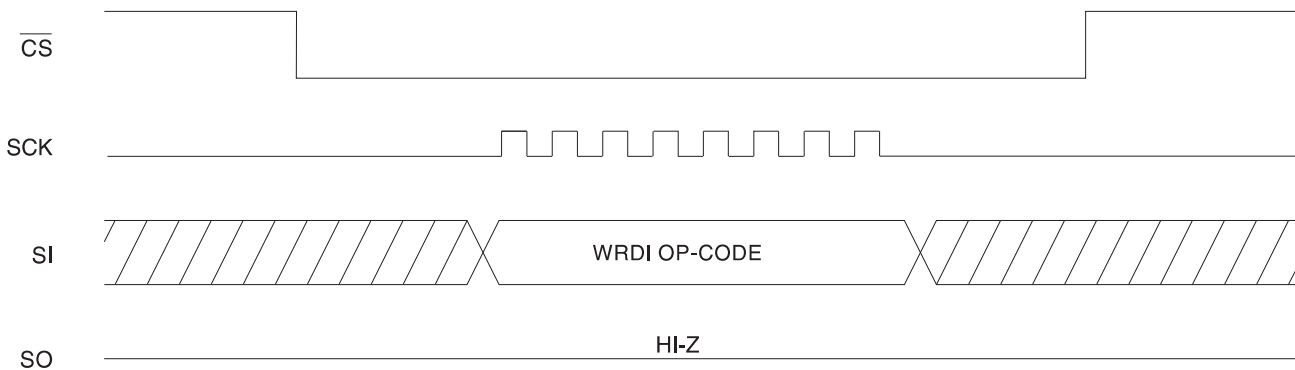 CS
SCK
SI
WRDI OP-CODE
HI-Z
SO